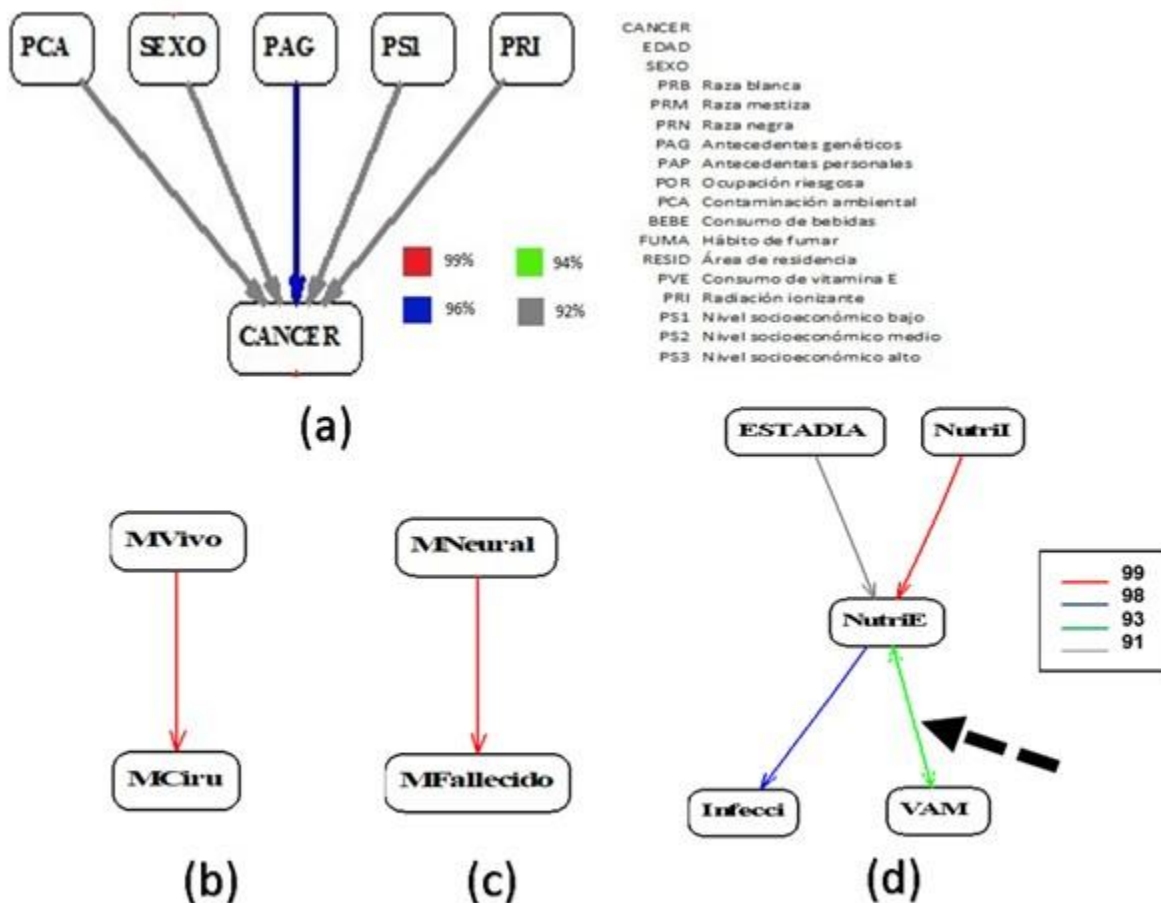 PCA SEXO PAG PS1 PRI
CANCER
99% 94%
96% 92%
(a)
CANCER
EDAD
SEXO
PRB Raza blanca
PRM Raza mestiza
PRN Raza negra
PAG Antecedentes genéticos
PAP Antecedentes personales
POR Ocupación riesgosa
PCA Contaminación ambiental
BEBE Consumo de bebidas
FUMA Hábito de fumar
RESID Área de residencia
PVE Consumo de vitamina E
PRI Radiación ionizante
PS1 Nivel socioeconómico bajo
PS2 Nivel socioeconómico medio
PS3 Nivel socioeconómico alto
MVivo
MCiru
(b)
MNeural
MFallecido
(c)
ESTADIA NutriI
NutriE
Infecci VAM
99
98
93
91
(d)